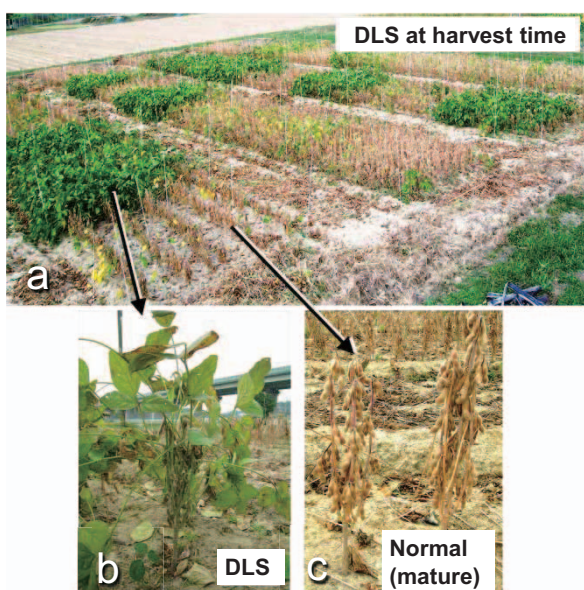 DLS at harvest time
a
b
DLS
c
Normal
(mature)